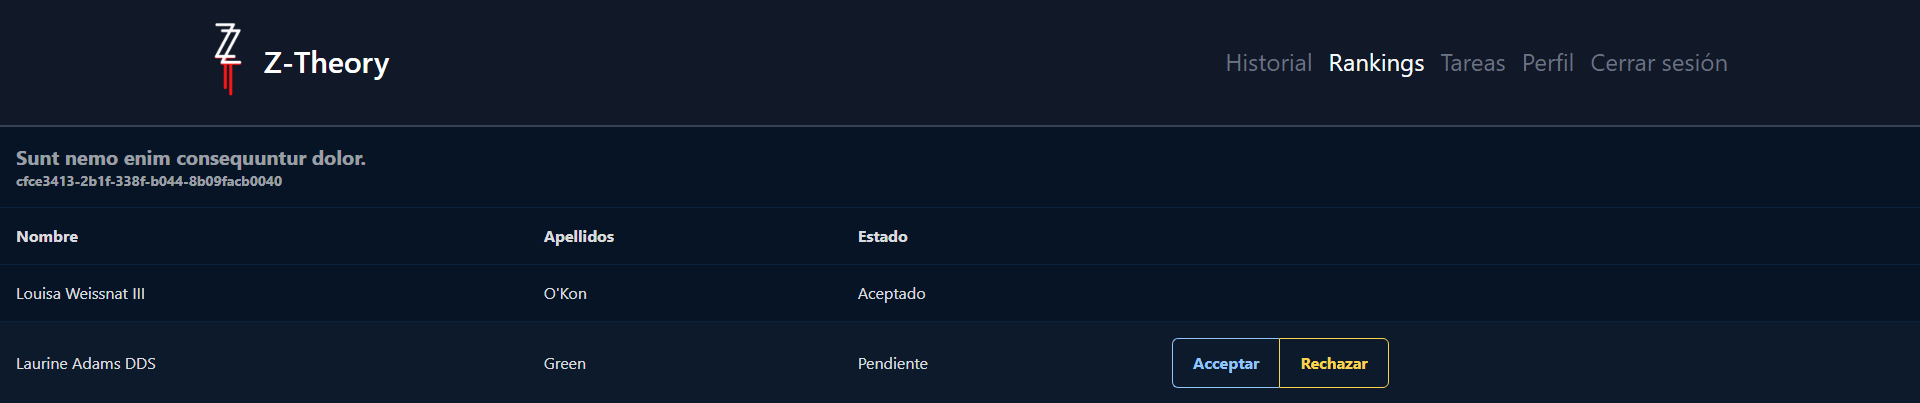 Z-Theory
Historial Rankings Tareas Perfil Cerrar sesión
Sunt nemo enim consequuntur dolor.
cfce3413-2b1f-338f-b044-8b09facb0040
Nombre Apellidos Estado
Louisa Weissnat III O'Kon Aceptado
Laurine Adams DDS Green Pendiente Acceptar Rechazar